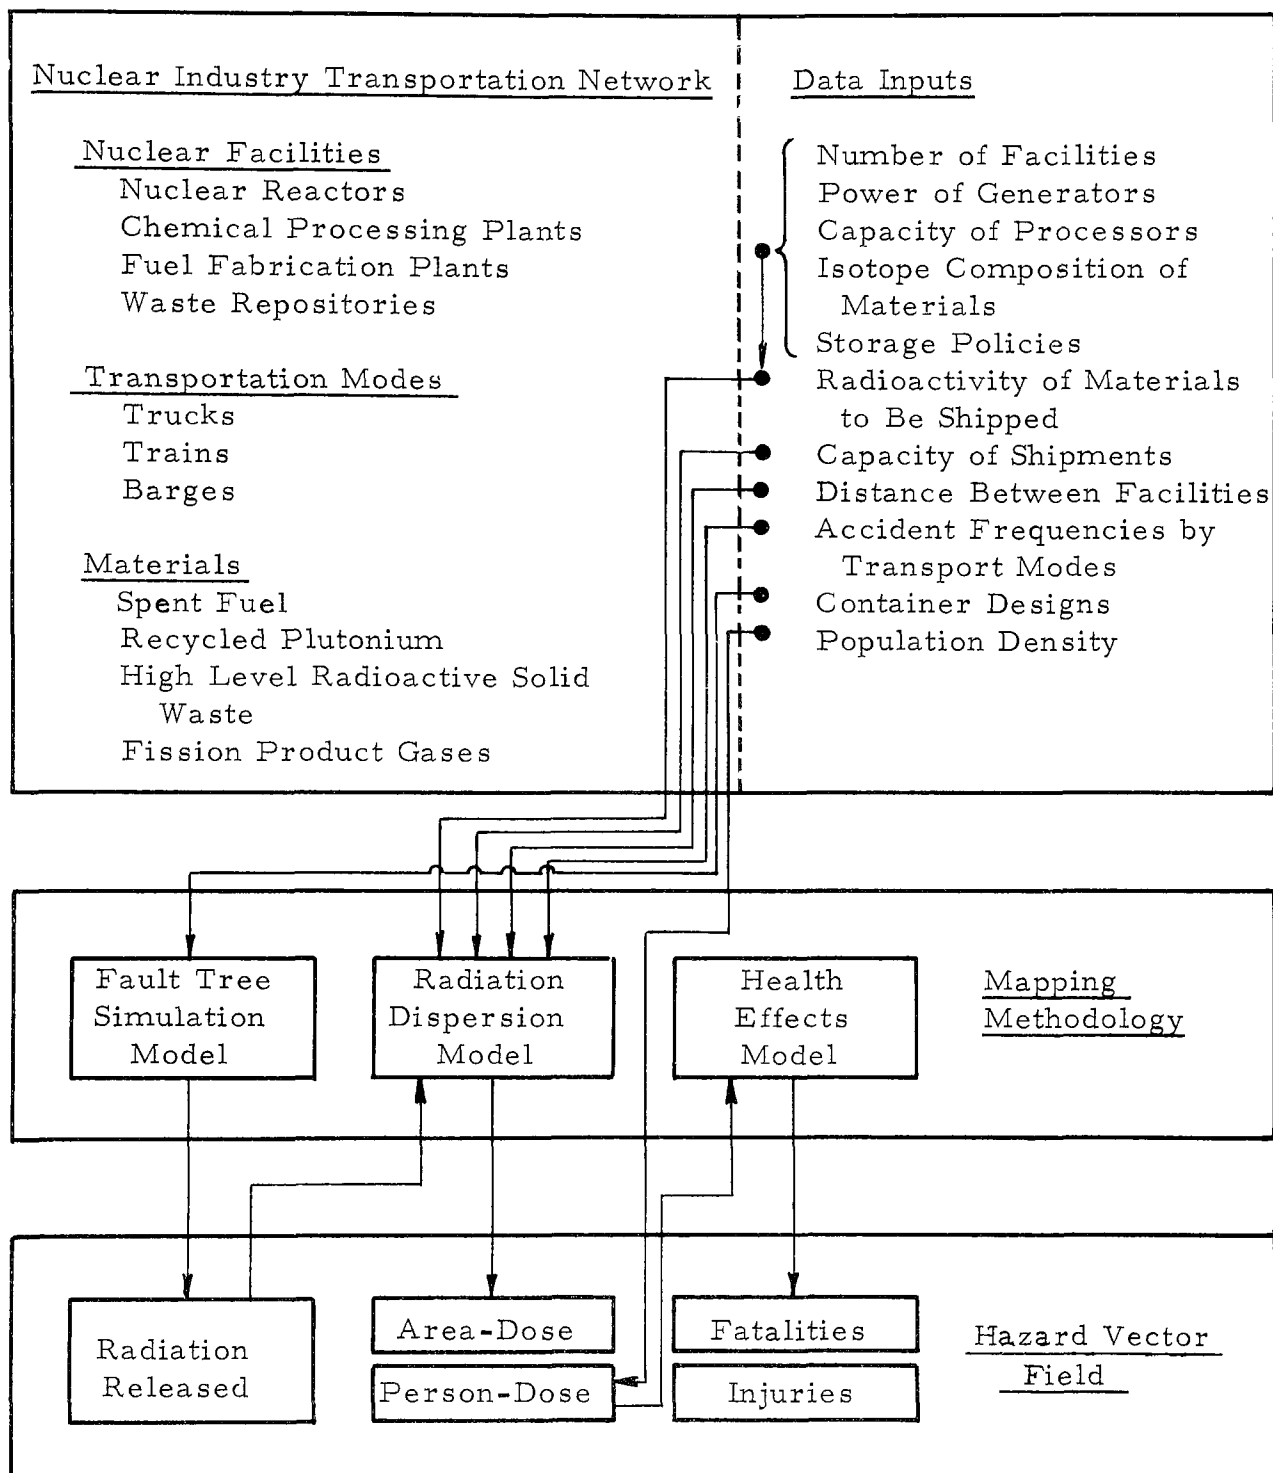 Nuclear Industry Transportation Network
Nuclear Facilities
Nuclear Reactors
Chemical Processing Plants
Fuel Fabrication Plants
Waste Repositories
Transportation Modes
Trucks
Trains
Barges
Materials
Spent Fuel
Recycled Plutonium
High Level Radioactive Solid
Waste
Fission Product Gases
Data Inputs
Number of Facilities
Power of Generators
Capacity of Processors
Isotope Composition of
Materials
Storage Policies
Radioactivity of Materials
to Be Shipped
Capacity of Shipments
Distance Between Facilities
Accident Frequencies by
Transport Modes
Container Designs
Population Density
Fault Tree
Simulation
Model
Radiation
Dispersion
Model
Health
Effects
Model
Mapping
Methodology
Radiation
Released
Area-Dose
Person-Dose
Fatalities
Injuries
Hazard Vector
Field